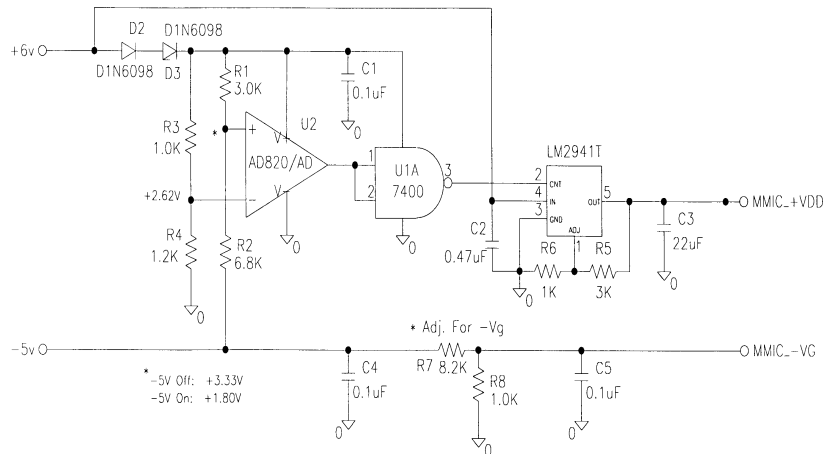 D2
D1N6098
+6v
D1N6098
D3
R1
3.0K
C1
0.1uF
0
R3
1.0K
*
+
V+
U2
AD820/AD
-
V-
0
1
2
U1A
7400
3
0
LM2941T
2
CNT
4
IN
3
GND
OUT
5
ADJ
1
MMIC_+VDD
+2.62V
R4
1.2K
0
R2
6.8K
C2
0.47uF
0
R6
1K
R5
3K
C3
22uF
0
* Adj. For -Vg
-5v
MMIC_-VG
*
-5V Off: +3.33V
-5V On: +1.80V
C4
0.1uF
0
R7 8.2K
R8
1.0K
0
C5
0.1uF
0